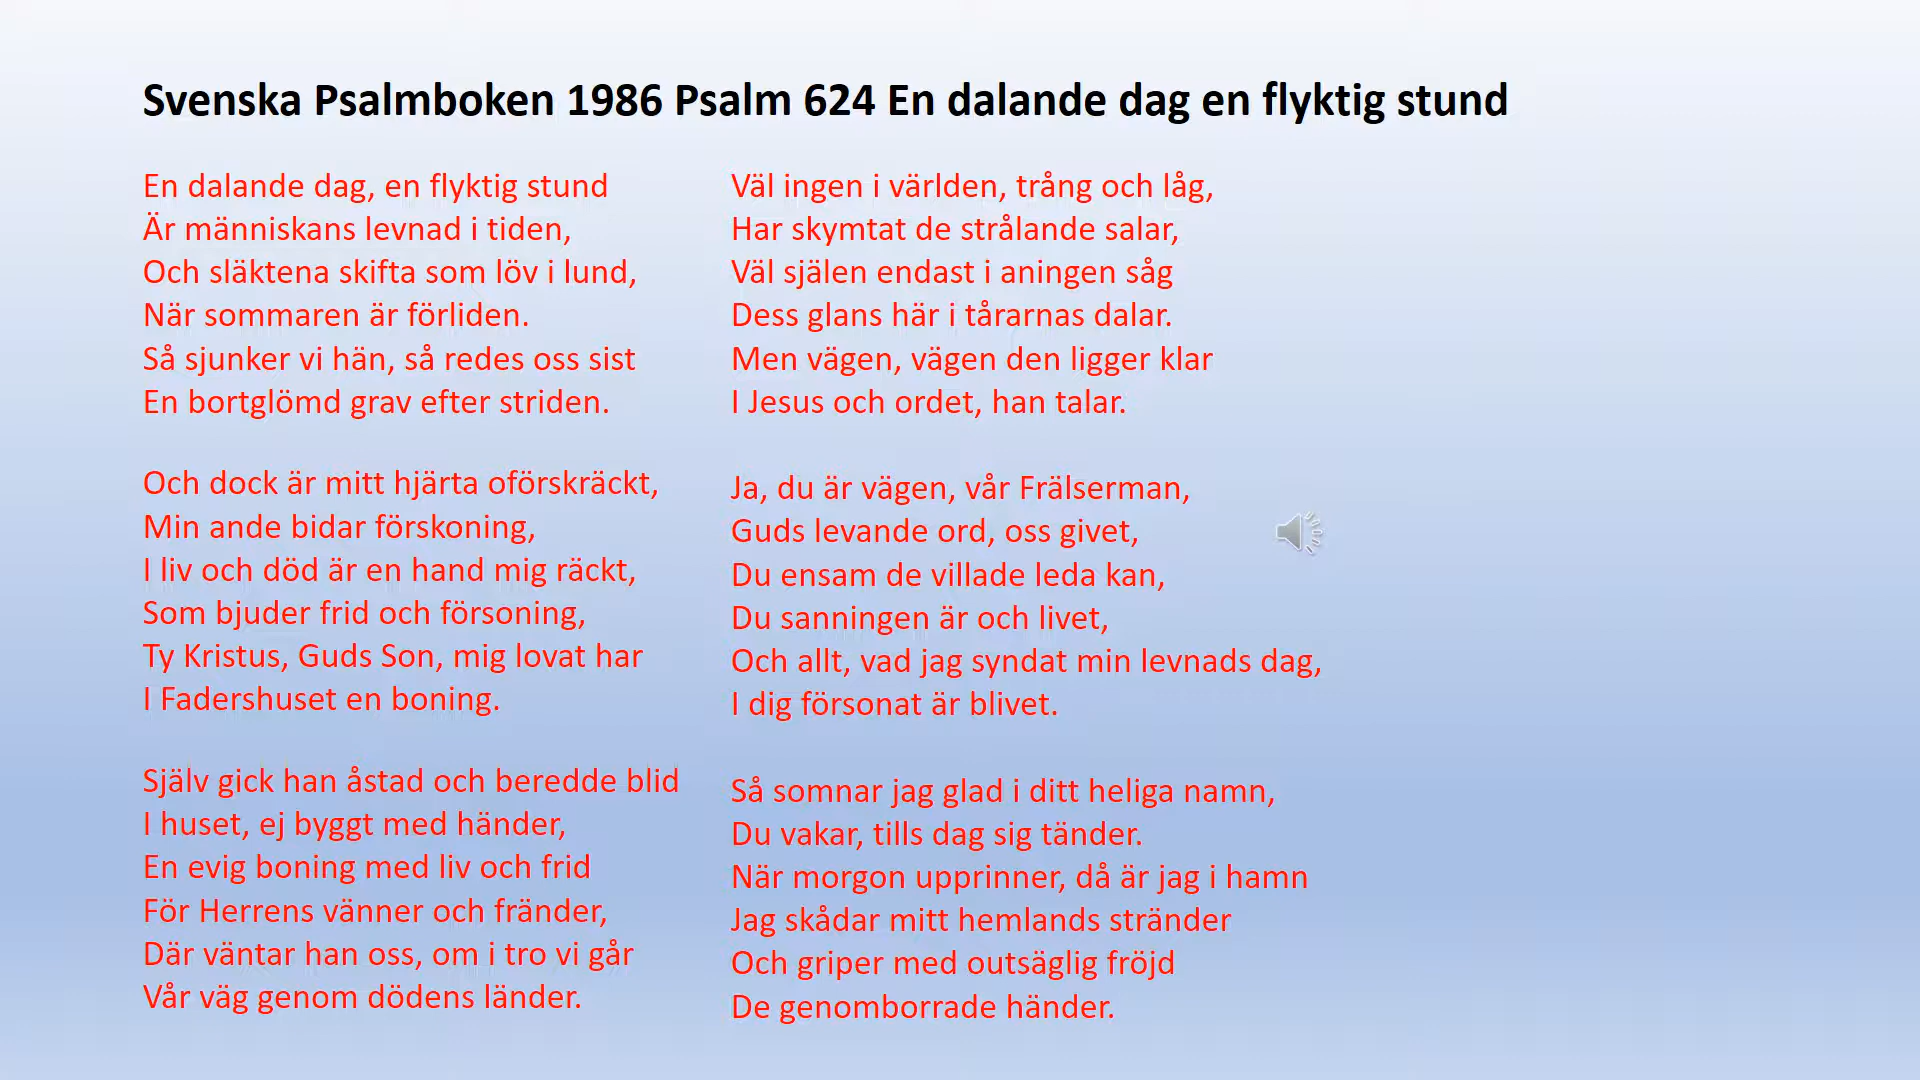 Svenska Psalmboken 1986 Psalm 624 En dalande dag en flyktig stund
En dalande dag, en flyktig stund
Är människans levnad i tiden,
Och släktena skifta som löv i lund,
När sommaren är förliden.
Så sjunker vi hän, så redes oss sist
En bortglömd grav efter striden.
Och dock är mitt hjärta oförskräckt,
Min ande bidar förskoning,
I liv och död är en hand mig räckt,
Som bjuder frid och försoning,
Ty Kristus, Guds Son, mig lovat har
I Fadershuset en boning.
Själv gick han åstad och beredde blid
I huset, ej byggt med händer,
En evig boning med liv och frid
För Herrens vänner och fränder,
Där väntar han oss, om i tro vi går
Vår väg genom dödens länder.
Väl ingen i världen, trång och låg,
Har skymtat de strålande salar,
Väl själen endast i aningen såg
Dess glans här i tårarnas dalar.
Men vägen, vägen den ligger klar
I Jesus och ordet, han talar.
Ja, du är vägen, vår Frälserman,
Guds levande ord, oss givet,
Du ensam de villade leda kan,
Du sanningen är och livet,
Och allt, vad jag syndat min levnads dag,
I dig försonat är blivet.
Så somnar jag glad i ditt heliga namn,
Du vakar, tills dag sig tänder.
När morgon upprinner, då är jag i hamn
Jag skådar mitt hemlands stränder
Och griper med outsäglig fröjd
De genomborrade händer.